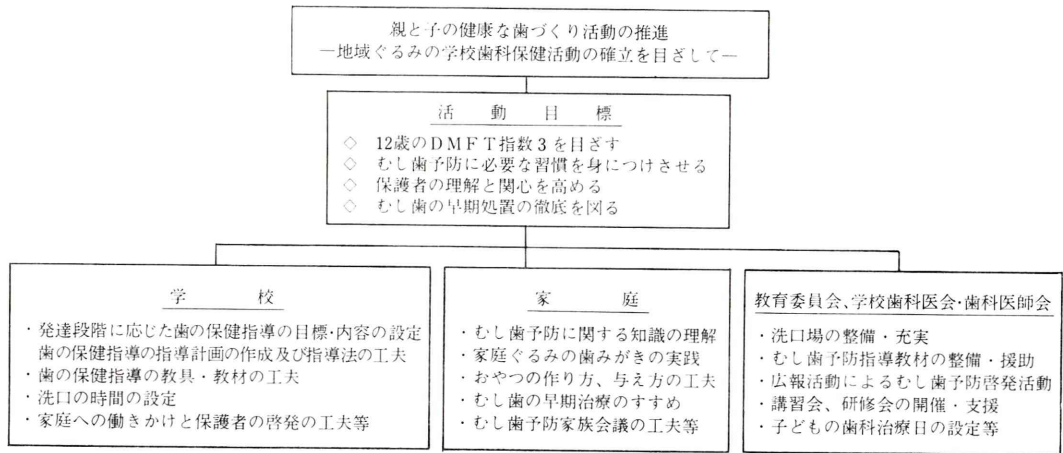 親と子の健康な歯づくり活動の推進
―地域ぐるみの学校歯科保健活動の確立を目ざして―
活動目標
◇ 12歳のDMFT指数3を目ざす
◇ むし歯予防に必要な習慣を身につけさせる
◇ 保護者の理解と関心を高める
◇ むし歯の早期処置の徹底を図る
学校
・発達段階に応じた歯の保健指導の目標・内容の設定
歯の保健指導の指導計画の作成及び指導法の工夫
・歯の保健指導の教具・教材の工夫
・洗口の時間の設定
・家庭への働きかけと保護者の啓発の工夫等
家庭
・むし歯予防に関する知識の理解
・家庭ぐるみの歯みがきの実践
・おやつの作り方、与え方の工夫
・むし歯の早期治療のすすめ
・むし歯予防家族会議の工夫等
教育委員会、学校歯科医会・歯科医師会
・洗口場の整備・充実
・むし歯予防指導教材の整備・援助
・広報活動によるむし歯予防啓発活動
・講習会、研修会の開催・支援
・子どもの歯科治療日の設定等